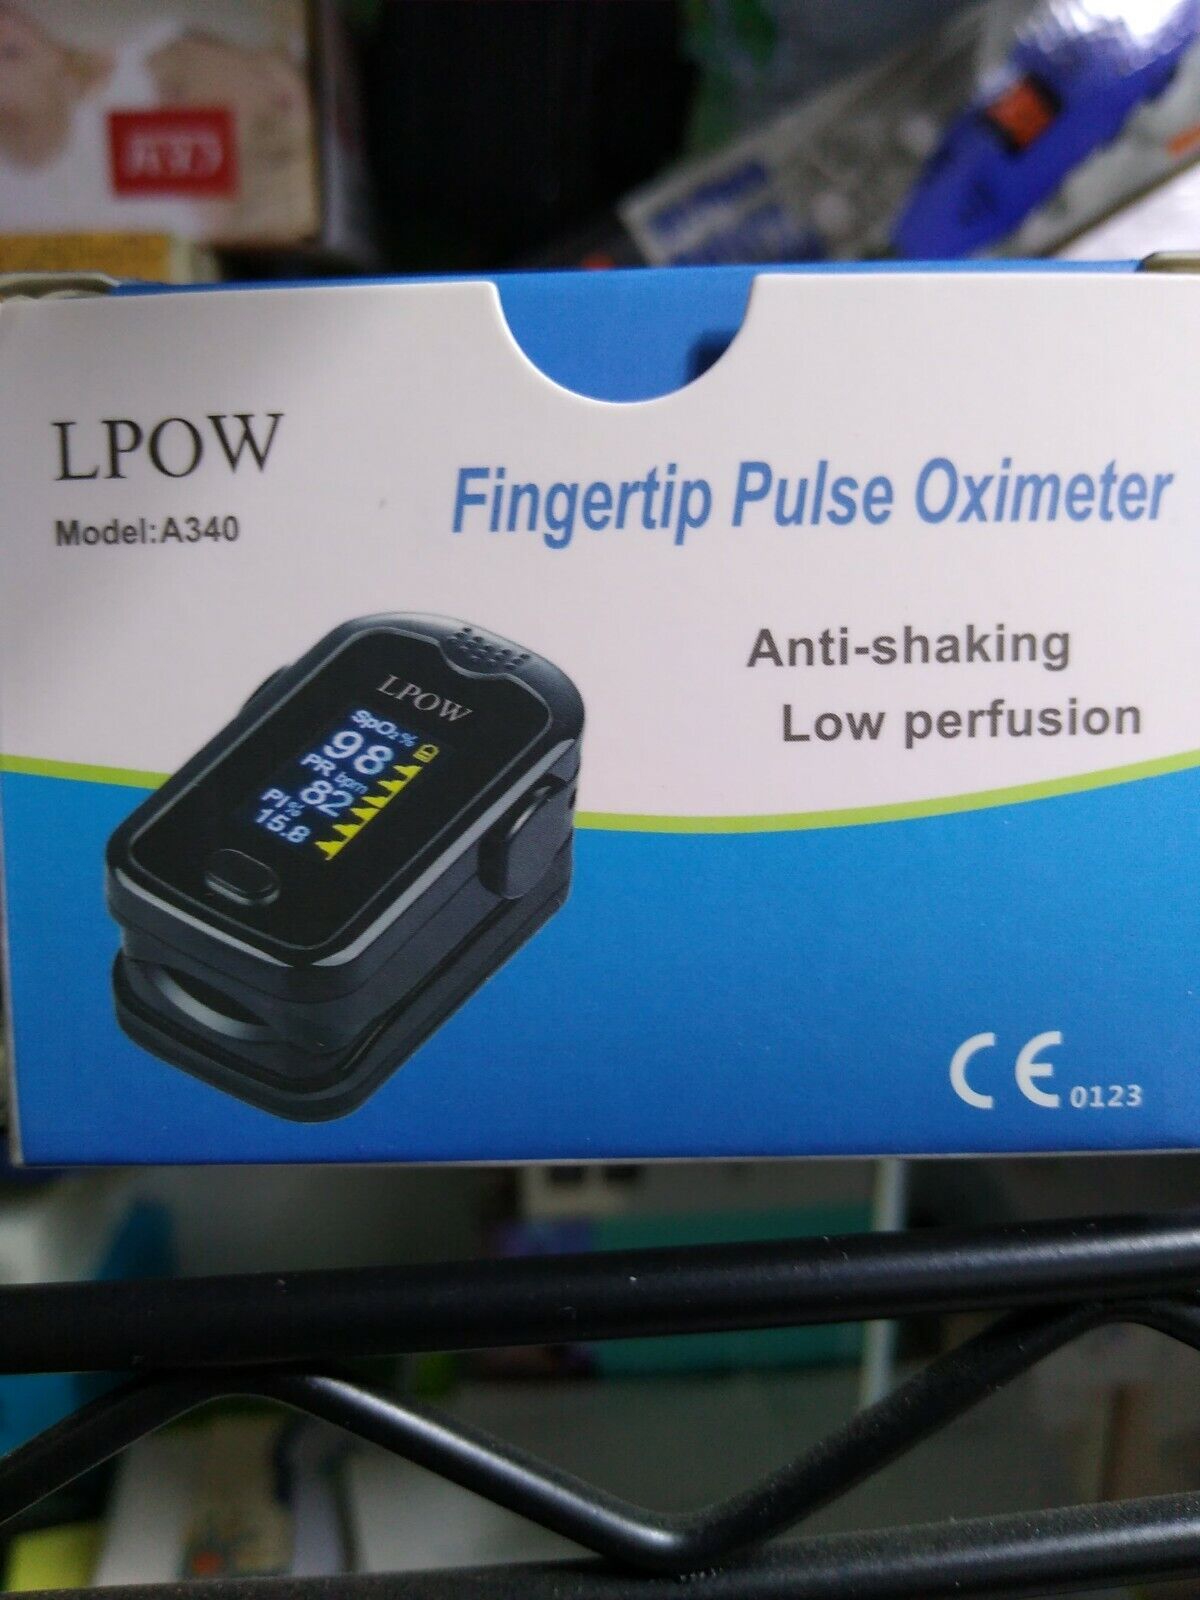 LPOW
Model:A340
Fingertip Pulse Oximeter
Anti-shaking
Low perfusion
LPOW
SpO₂%
98
PR bpm
82
PI%
15.8
CE 0123